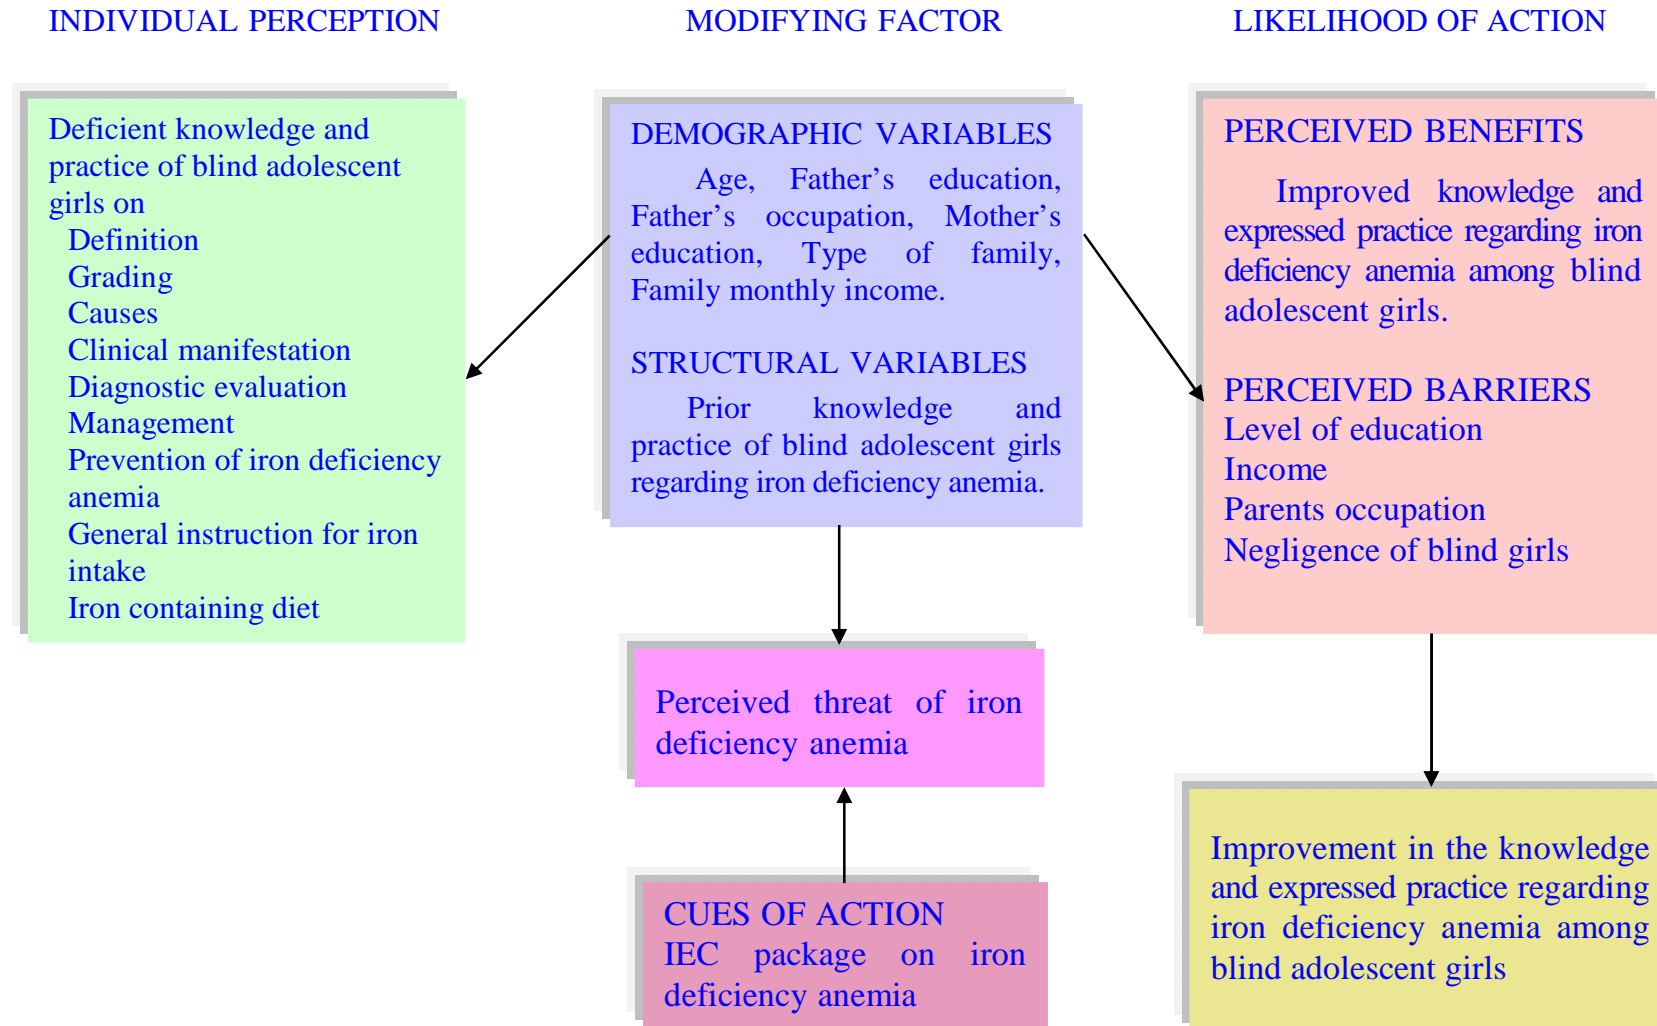 INDIVIDUAL PERCEPTION
MODIFYING FACTOR
LIKELIHOOD OF ACTION
Deficient knowledge and
practice of blind adolescent
girls on
Definition
Grading
Causes
Clinical manifestation
Diagnostic evaluation
Management
Prevention of iron deficiency
anemia
General instruction for iron
intake
Iron containing diet
DEMOGRAPHIC VARIABLES
Age, Father’s education,
Father’s occupation, Mother’s
education, Type of family,
Family monthly income.
STRUCTURAL VARIABLES
Prior knowledge and
practice of blind adolescent girls
regarding iron deficiency anemia.
PERCEIVED BENEFITS
Improved knowledge and
expressed practice regarding iron
deficiency anemia among blind
adolescent girls.
PERCEIVED BARRIERS
Level of education
Income
Parents occupation
Negligence of blind girls
Perceived threat of iron
deficiency anemia
CUES OF ACTION
IEC package on iron
deficiency anemia
Improvement in the knowledge
and expressed practice regarding
iron deficiency anemia among
blind adolescent girls